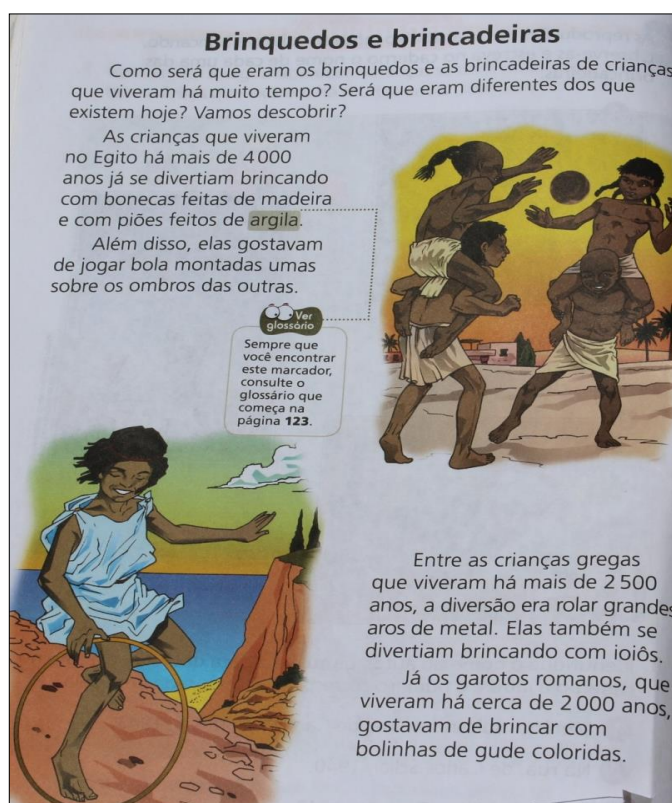 Brinquedos e brincadeiras
Como será que eram os brinquedos e as brincadeiras de crianças
que viveram há muito tempo? Será que eram diferentes dos que
existem hoje? Vamos descobrir?
As crianças que viveram
no Egito há mais de 4 000
anos já se divertiam brincando
com bonecas feitas de madeira
e com piões feitos de argila.
Além disso, elas gostavam
de jogar bola montadas umas
sobre os ombros das outras.
Ver
glossário
Sempre que
você encontrar
este marcador,
consulte o
glossário que
começa na
página 123.
Entre as crianças gregas
que viveram há mais de 2 500
anos, a diversão era rolar grandes
aros de metal. Elas também se
divertiam brincando com ioiôs.
Já os garotos romanos, que
viveram há cerca de 2 000 anos,
gostavam de brincar com
bolinhas de gude coloridas.